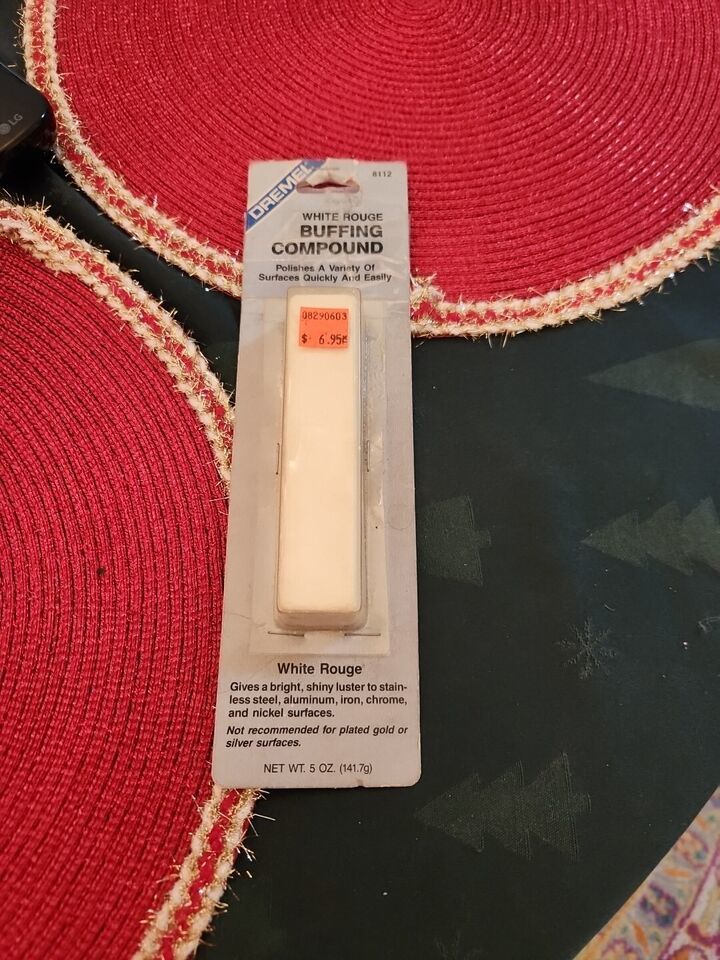 LG
DREMEL
8112
WHITE ROUGE
BUFFING
COMPOUND
Polishes A Variety Of
Surfaces Quickly And Easily
08290603
$ 6.95
White Rouge
Gives a bright, shiny luster to stain-
less steel, aluminum, iron, chrome,
and nickel surfaces.
Not recommended for plated gold or
silver surfaces.
NET WT. 5 OZ. (141.7g)